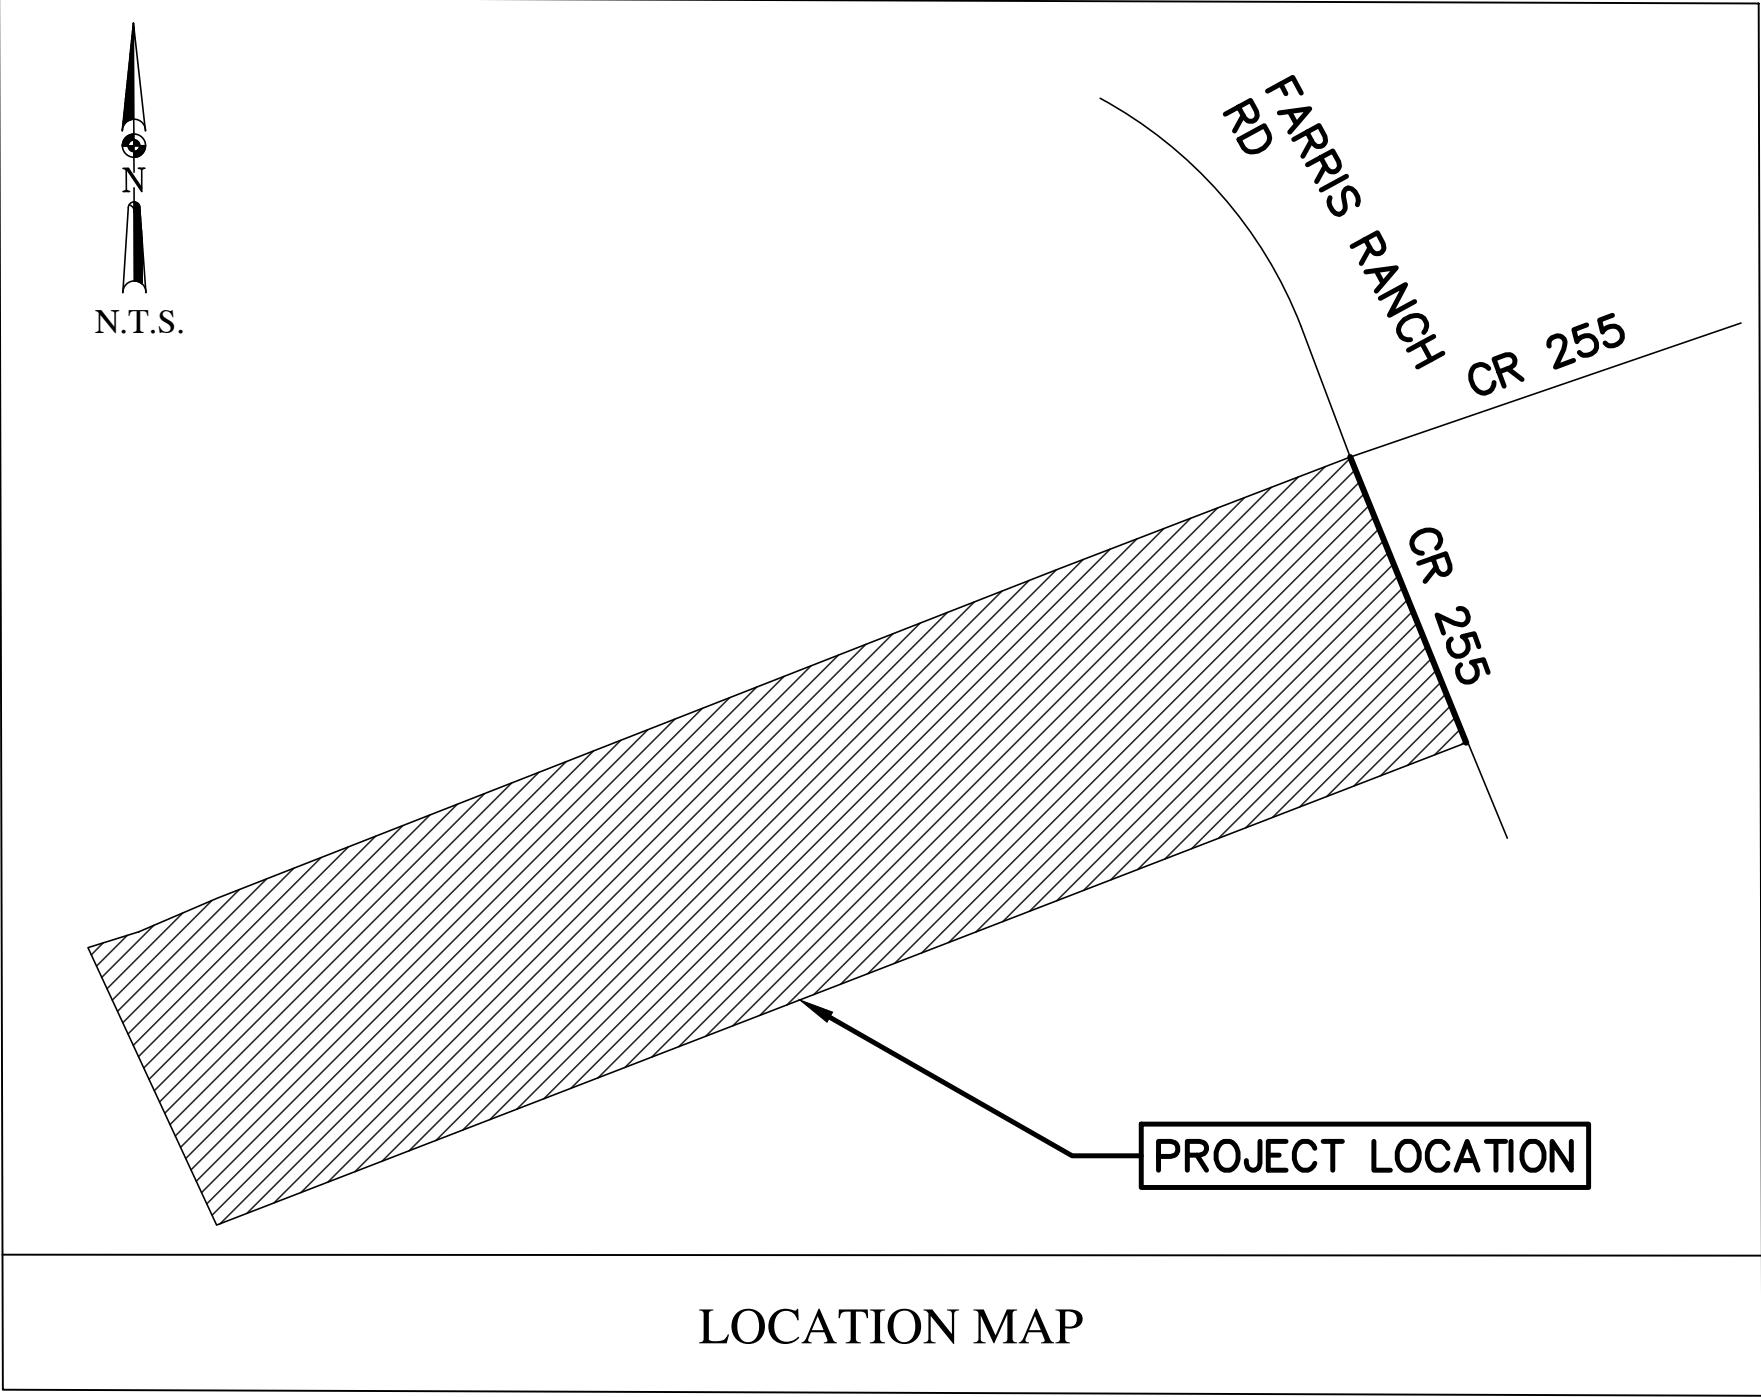 N
N.T.S.
FARRIS RANCH
RD
CR 255
CR 255
PROJECT LOCATION
LOCATION MAP